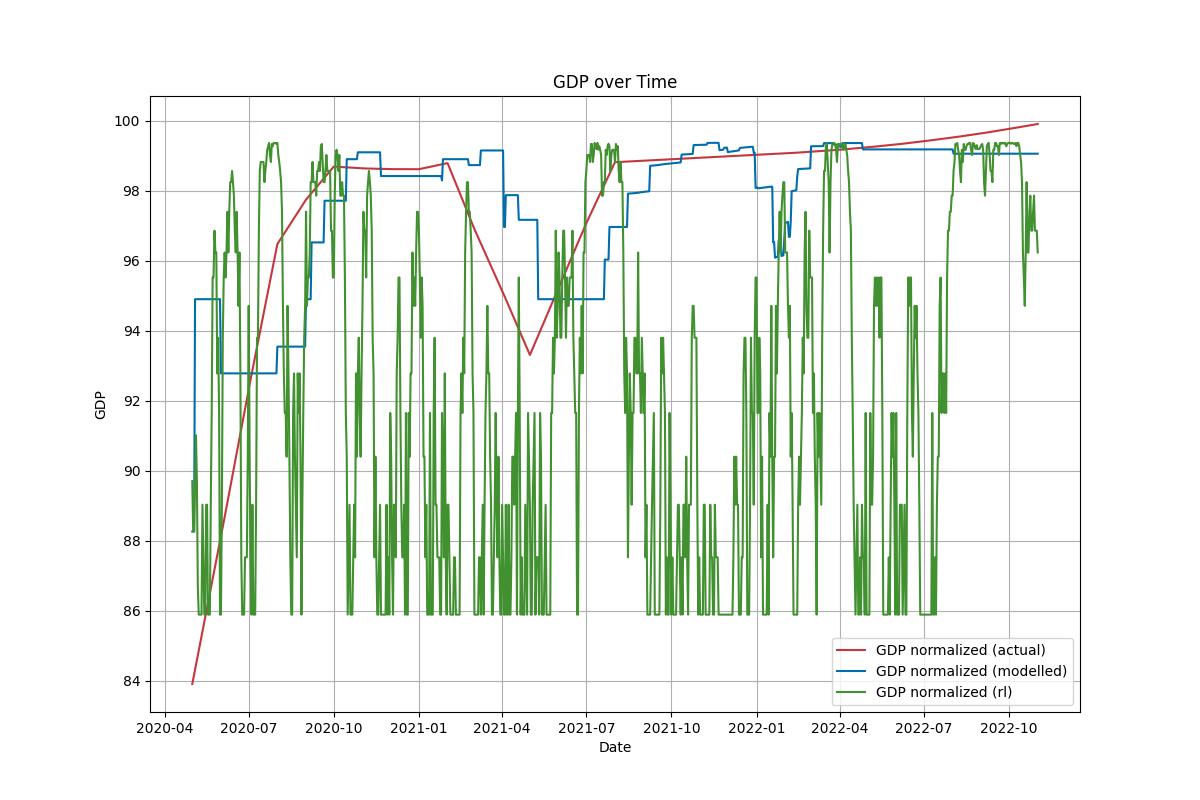 GDP over Time
GDP
100
98
96
94
92
90
88
86
84
2020-04 2020-07 2020-10 2021-01 2021-04 2021-07 2021-10 2022-01 2022-04 2022-07 2022-10
Date
GDP normalized (actual)
GDP normalized (modelled)
GDP normalized (rl)